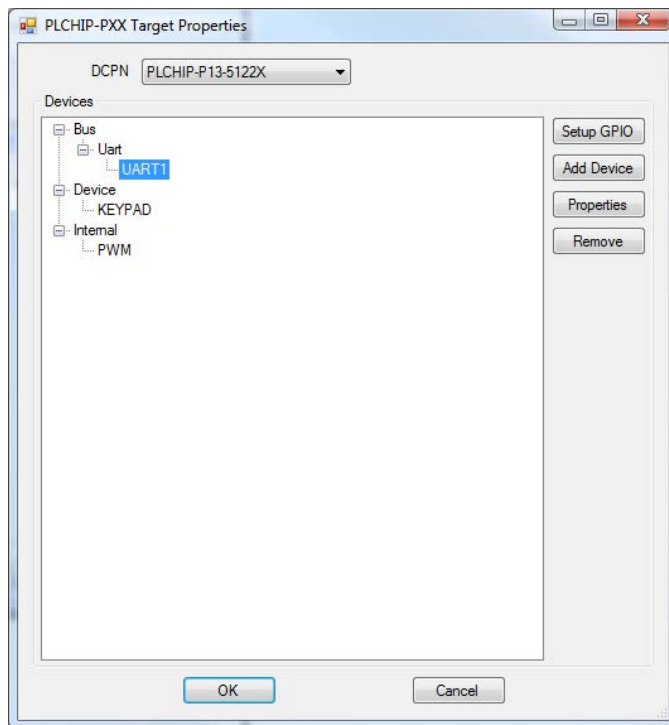 PLCHIP-PXX Target Properties
DCPN PLCHIP-P13-5122X
Devices
Bus
Uart
UART1
Device
KEYPAD
Internal
PWM
Setup GPIO
Add Device
Properties
Remove
OK Cancel